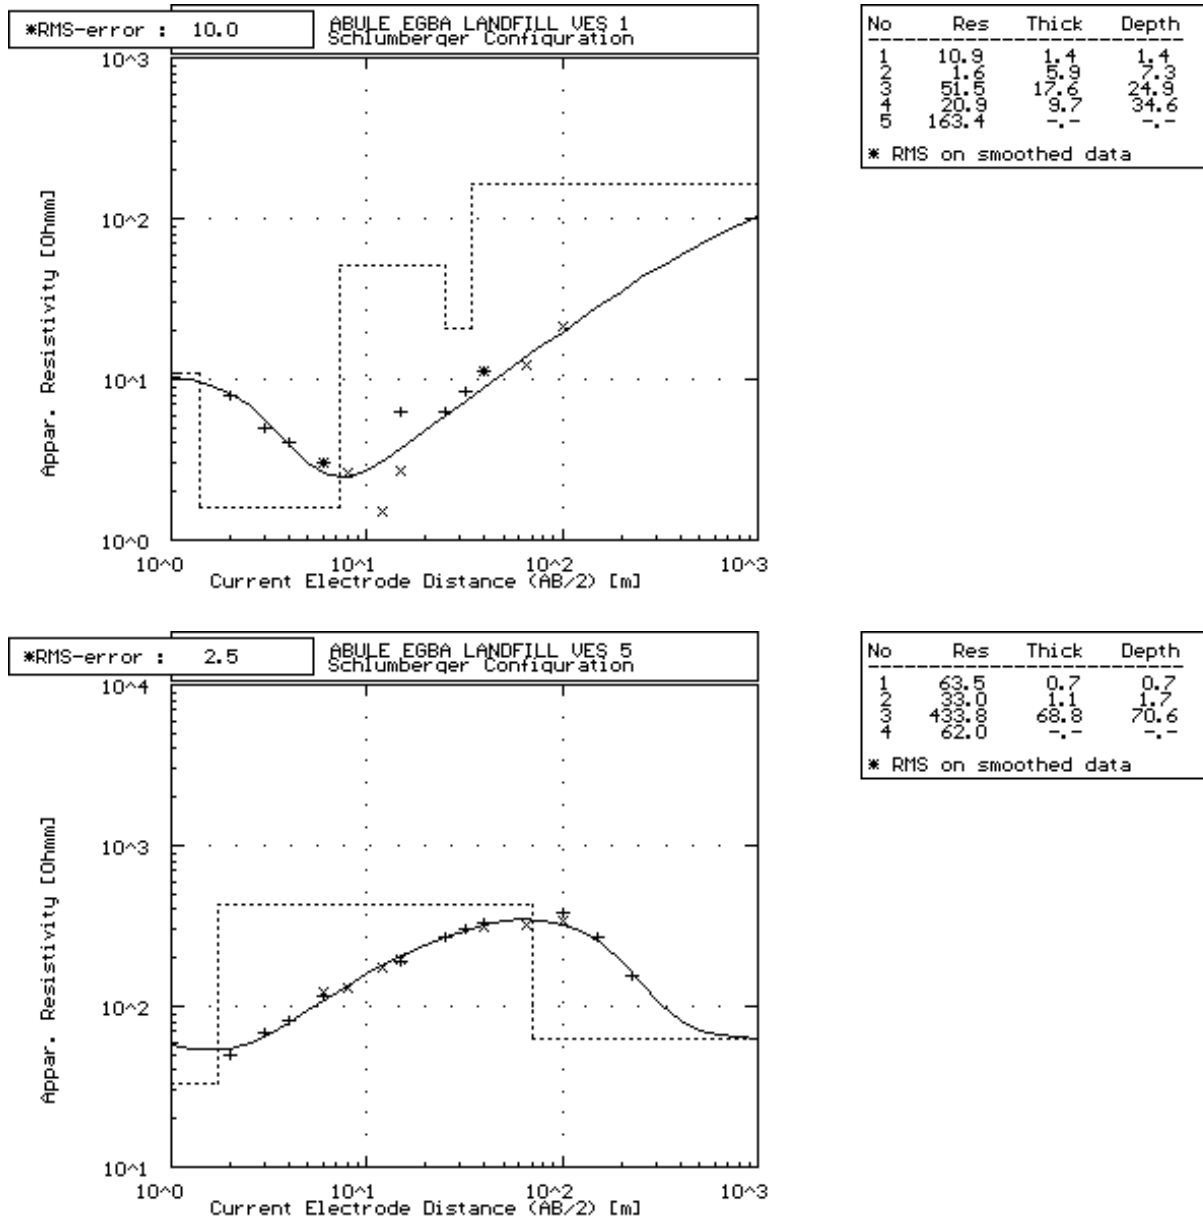 *RMS-error : 10.0
ABULE EGBA LANDFILL VES 1
Schlumberger Configuration
No Res Thick Depth
1 10.9 1.4 1.4
2 1.6 5.9 7.3
3 51.5 17.6 24.9
4 20.9 9.7 34.6
5 163.4 -.- -.-
* RMS on smoothed data
10^3
10^2
10^1
10^0
Appar. Resistivity [Ohmm]
10^0 10^1 10^2 10^3
Current Electrode Distance (AB/2) [m]
*RMS-error : 2.5
ABULE EGBA LANDFILL VES 5
Schlumberger Configuration
No Res Thick Depth
1 63.5 0.7 0.7
2 33.0 1.1 1.7
3 433.8 68.8 70.6
4 62.0 -.- -.-
* RMS on smoothed data
10^4
10^3
10^2
10^1
Appar. Resistivity [Ohmm]
10^0 10^1 10^2 10^3
Current Electrode Distance (AB/2) [m]